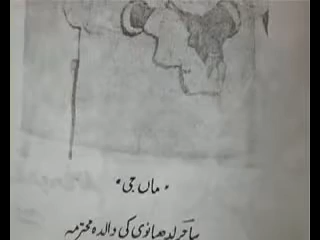 • ماں جی •
ساحر لدھیانوی کی والدہ محترمہ